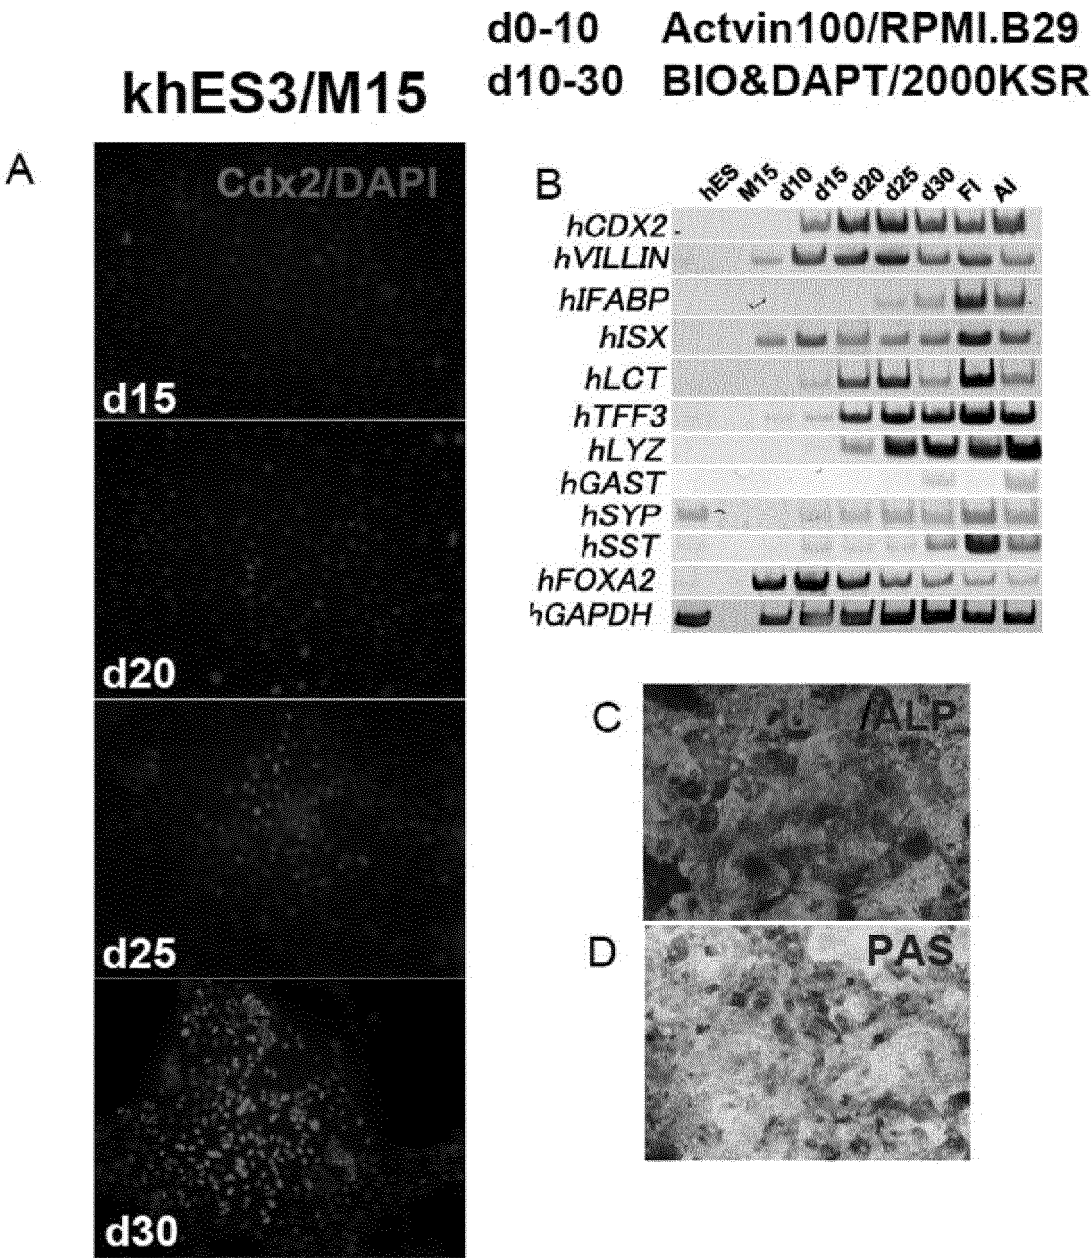 d0-10 Actvin100/RPMI.B29
d10-30 BIO&DAPT/2000KSR
khES3/M15
A
Cdx2/DAPI
d15
d20
d25
d30
B
hES M15 d10 d15 d20 d25 d30 FI AI
hCDX2
hVILLIN
hIFABP
hISX
hLCT
hTFF3
hLYZ
hGAST
hSYP
hSST
hFOXA2
hGAPDH
C
/ALP
D
PAS